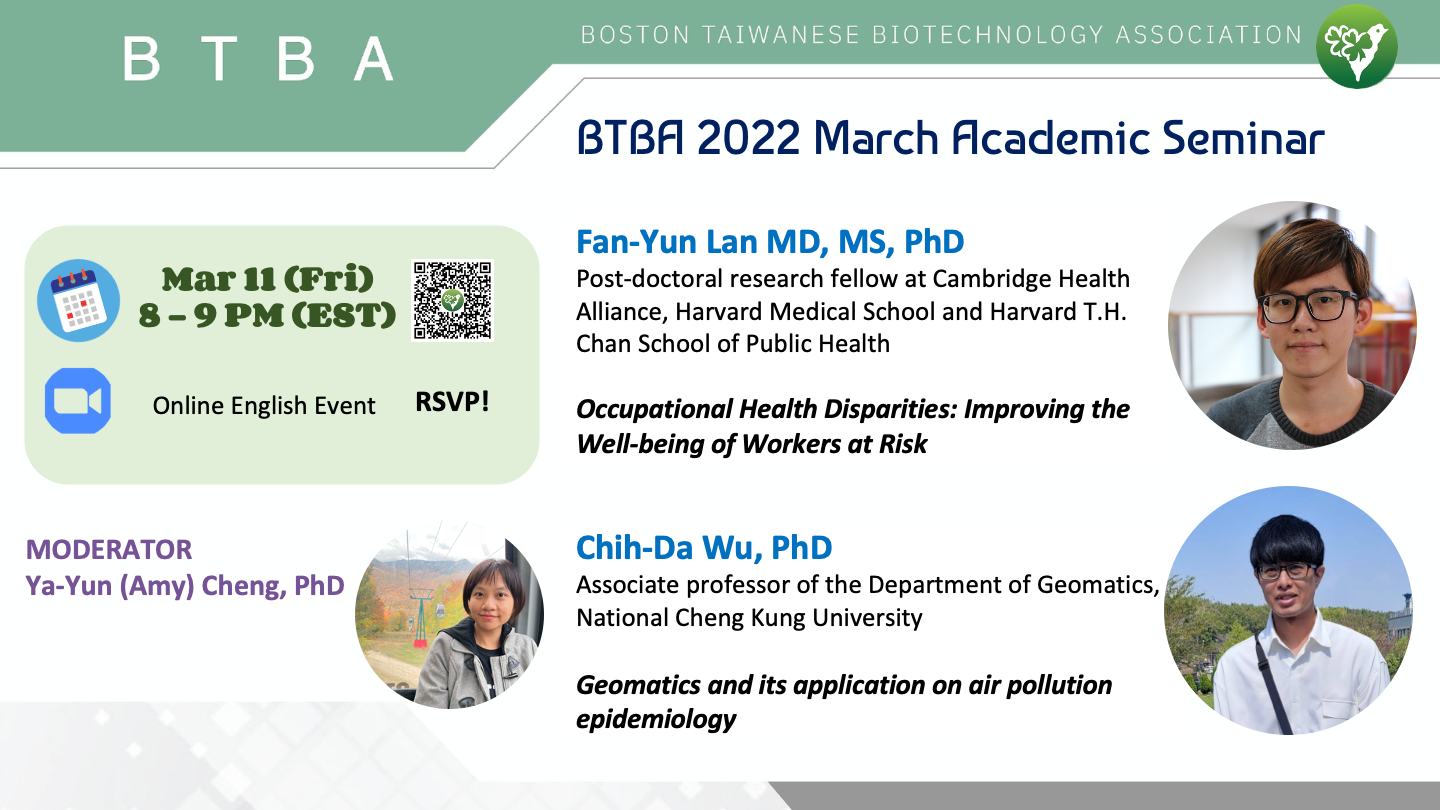 B T B A
BOSTON TAIWANESE BIOTECHNOLOGY ASSOCIATION
BTBA 2022 March Academic Seminar
Mar 11 (Fri)
8 – 9 PM (EST)
Online English Event
RSVP!
MODERATOR
Ya-Yun (Amy) Cheng, PhD
Fan-Yun Lan MD, MS, PhD
Post-doctoral research fellow at Cambridge Health
Alliance, Harvard Medical School and Harvard T.H.
Chan School of Public Health
Occupational Health Disparities: Improving the
Well-being of Workers at Risk
Chih-Da Wu, PhD
Associate professor of the Department of Geomatics,
National Cheng Kung University
Geomatics and its application on air pollution
epidemiology